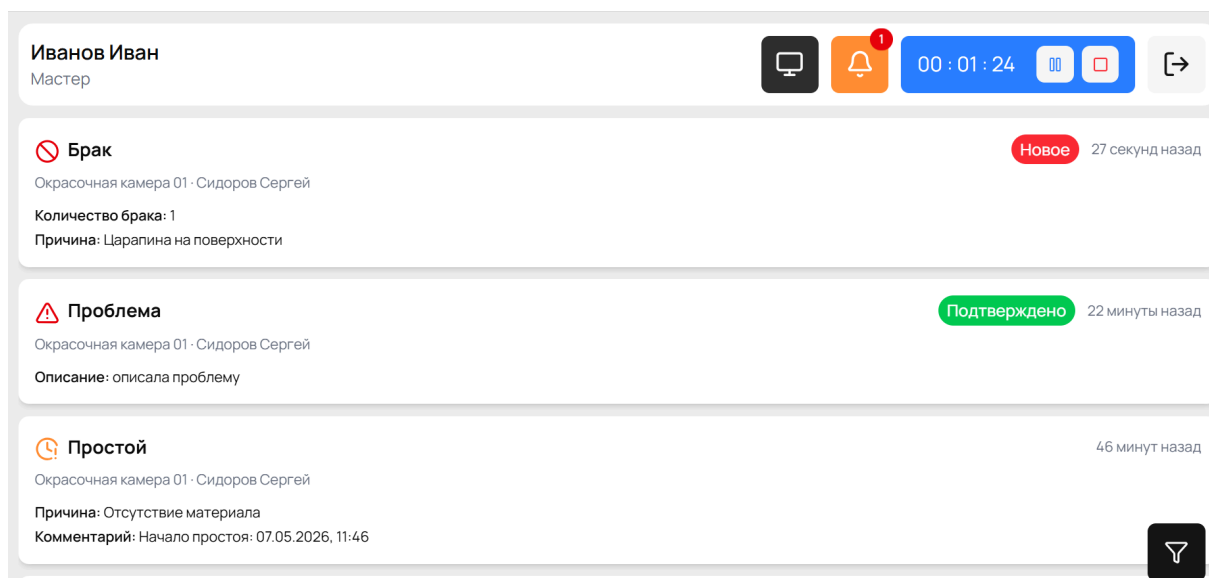 Иванов Иван
Мастер
1
00 : 01 : 24
Брак
Новое
27 секунд назад
Окрасочная камера 01 · Сидоров Сергей
Количество брака: 1
Причина: Царапина на поверхности
Проблема
Подтверждено
22 минуты назад
Окрасочная камера 01 · Сидоров Сергей
Описание: описала проблему
Простой
46 минут назад
Окрасочная камера 01 · Сидоров Сергей
Причина: Отсутствие материала
Комментарий: Начало простоя: 07.05.2026, 11:46